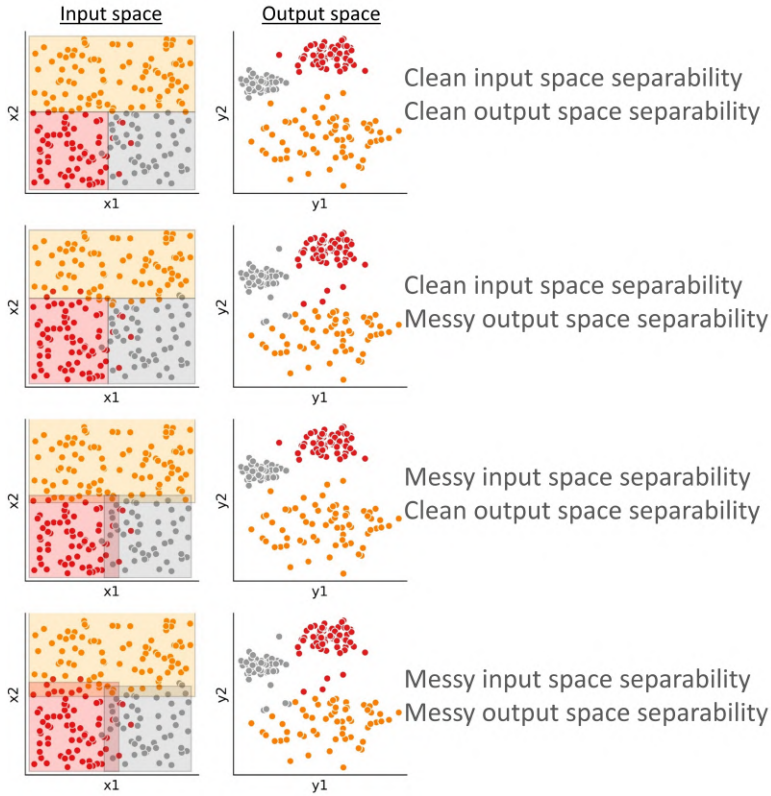 Input space
Output space
x2
x1
y2
y1
Clean input space separability
Clean output space separability
x2
x1
y2
y1
Clean input space separability
Messy output space separability
x2
x1
y2
y1
Messy input space separability
Clean output space separability
x2
x1
y2
y1
Messy input space separability
Messy output space separability